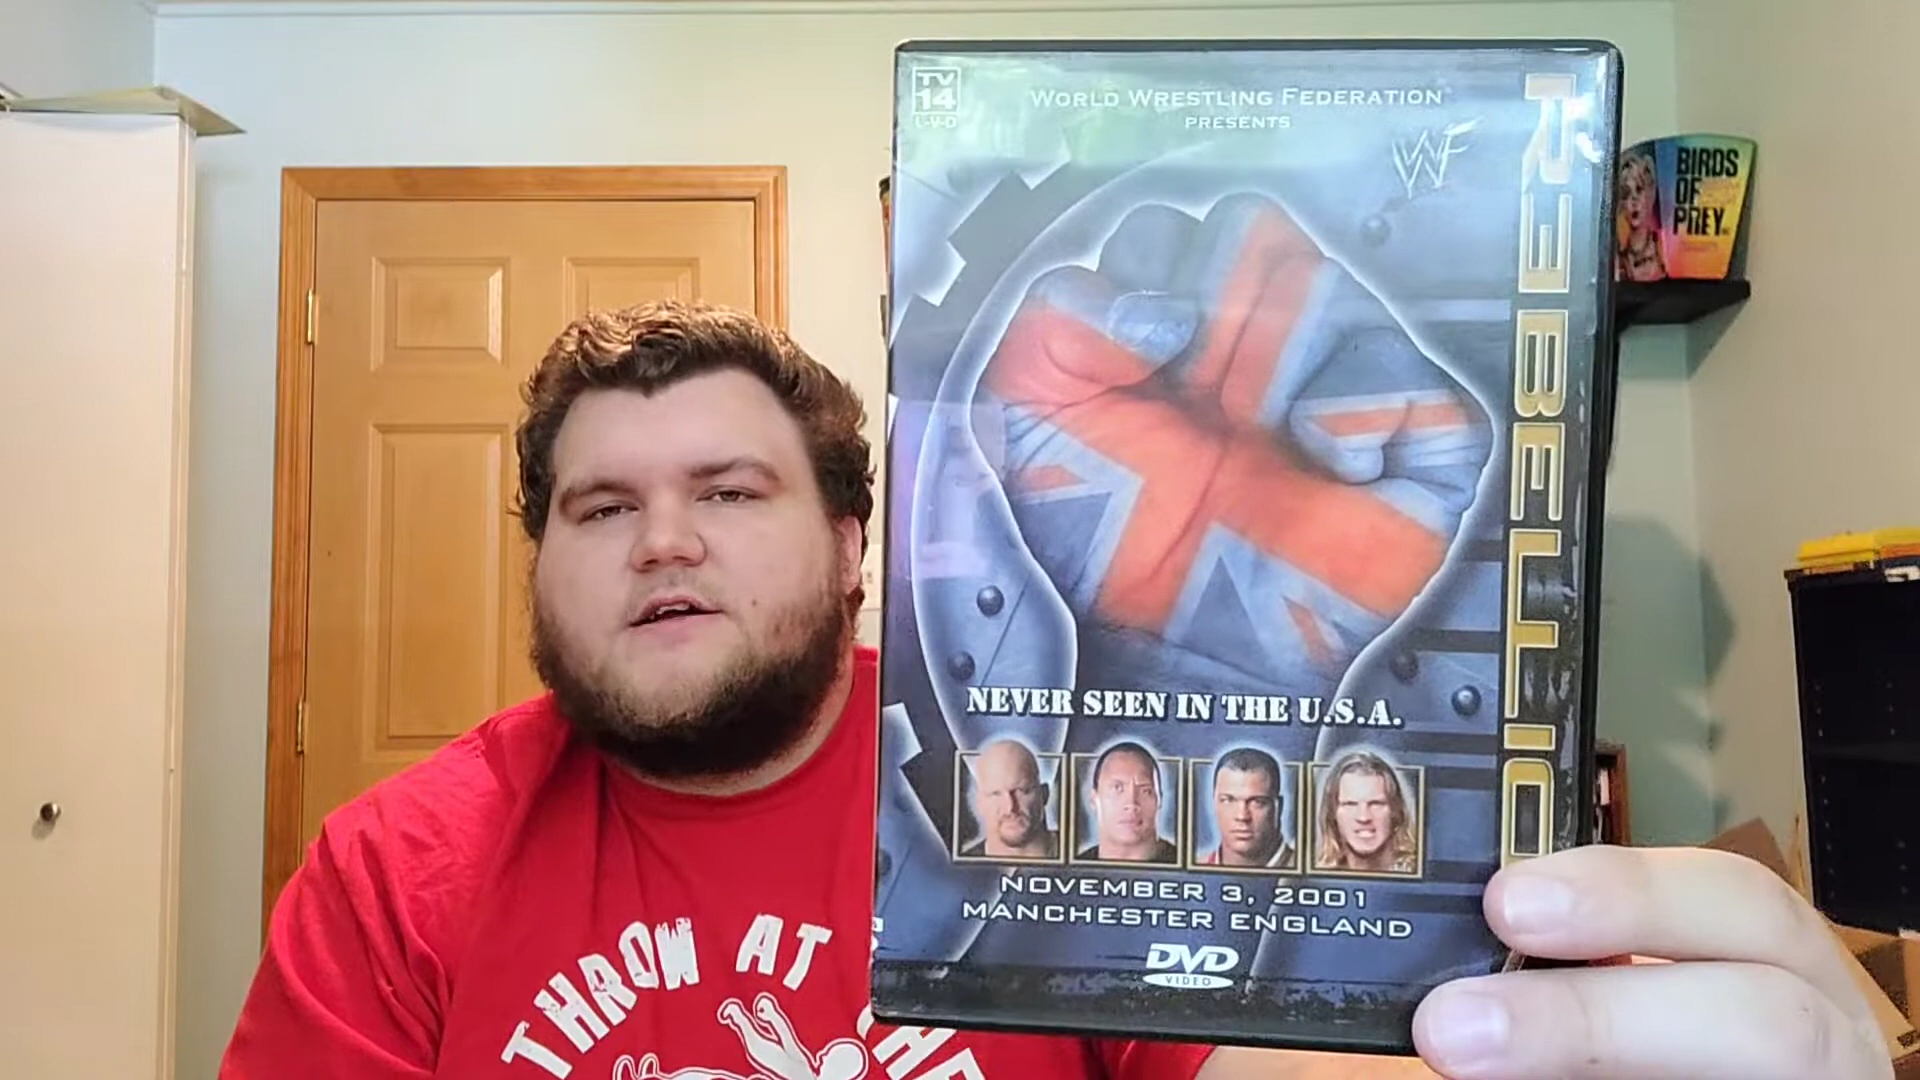 TV
14
L-V-D
WORLD WRESTLING FEDERATION
PRESENTS
WF
REBELLIO
NEVER SEEN IN THE U.S.A.
NOVEMBER 3, 2001
MANCHESTER ENGLAND
DVD
VIDEO
BIRDS
OF
PREY
THROW AT